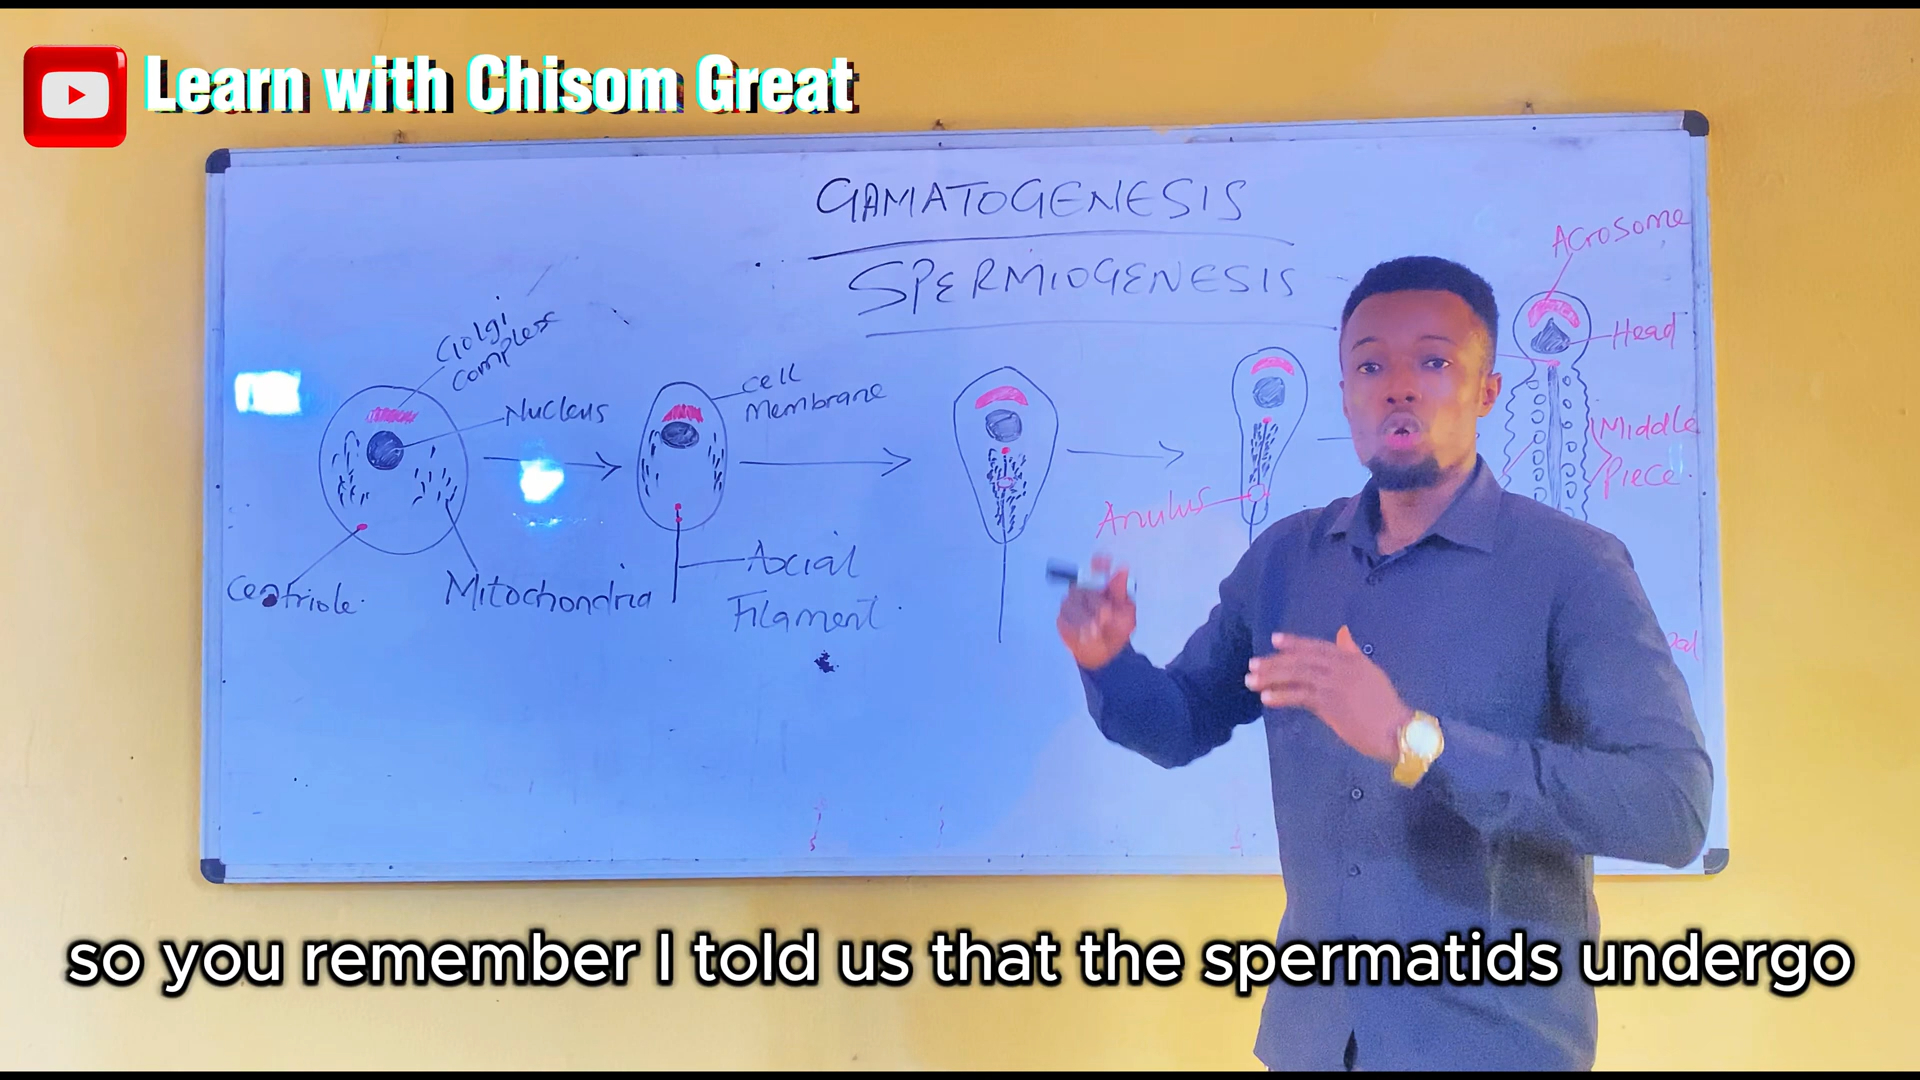 Learn with Chisom Great
GAMATOGENESIS
SPERMIOGENESIS
Acrosome
Head
Golgi
complex
Nucleus
cell
Membrane
Middle
Piece.
Anulus
Centriole.
Mitochondria
Axial
Filament.
so you remember I told us that the spermatids undergo